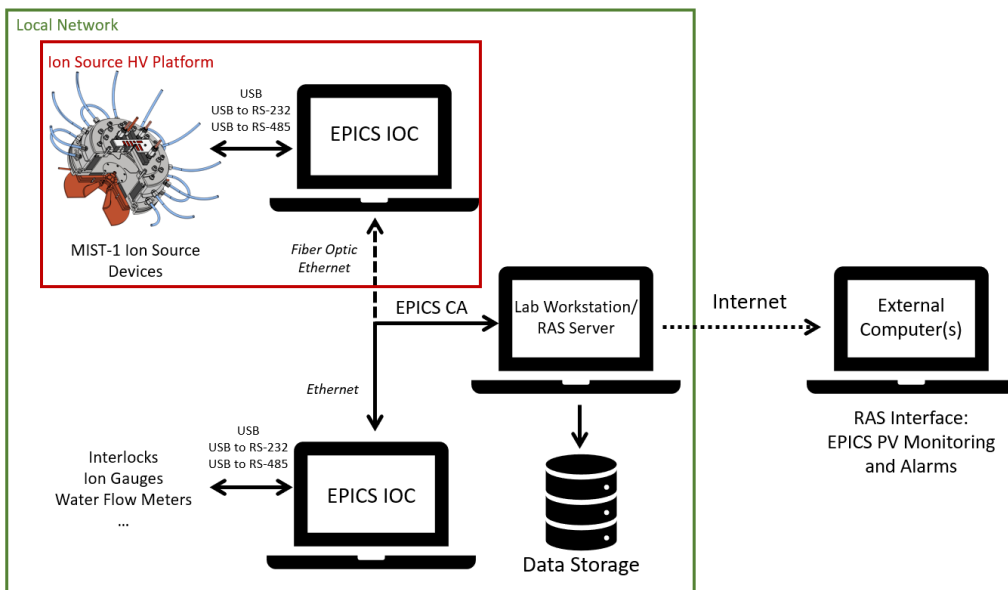 Local Network
Ion Source HV Platform
USB
USB to RS-232
USB to RS-485
EPICS IOC
MIST-1 Ion Source
Devices
Fiber Optic
Ethernet
EPICS CA
Lab Workstation/
RAS Server
Internet
External
Computer(s)
Ethernet
RAS Interface:
EPICS PV Monitoring
and Alarms
USB
USB to RS-232
USB to RS-485
Interlocks
Ion Gauges
Water Flow Meters
...
EPICS IOC
Data Storage